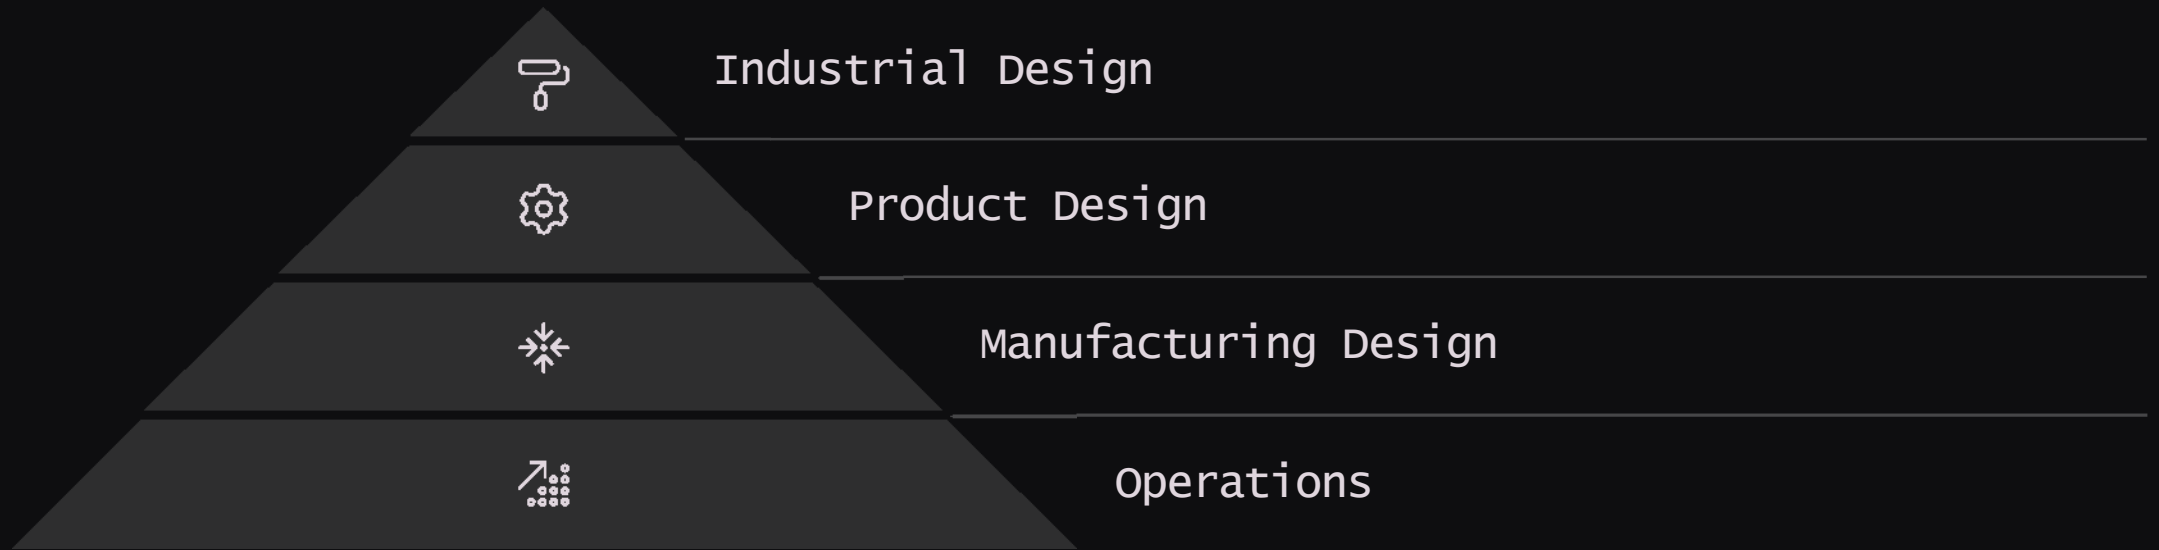 Industrial Design
Product Design
Manufacturing Design
Operations